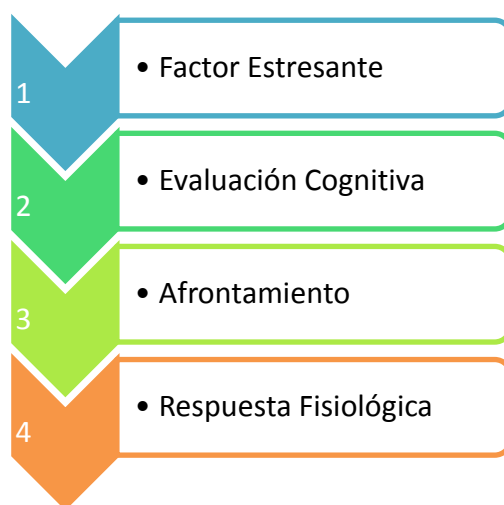 1
• Factor Estresante
2
• Evaluación Cognitiva
3
• Afrontamiento
4
• Respuesta Fisiológica